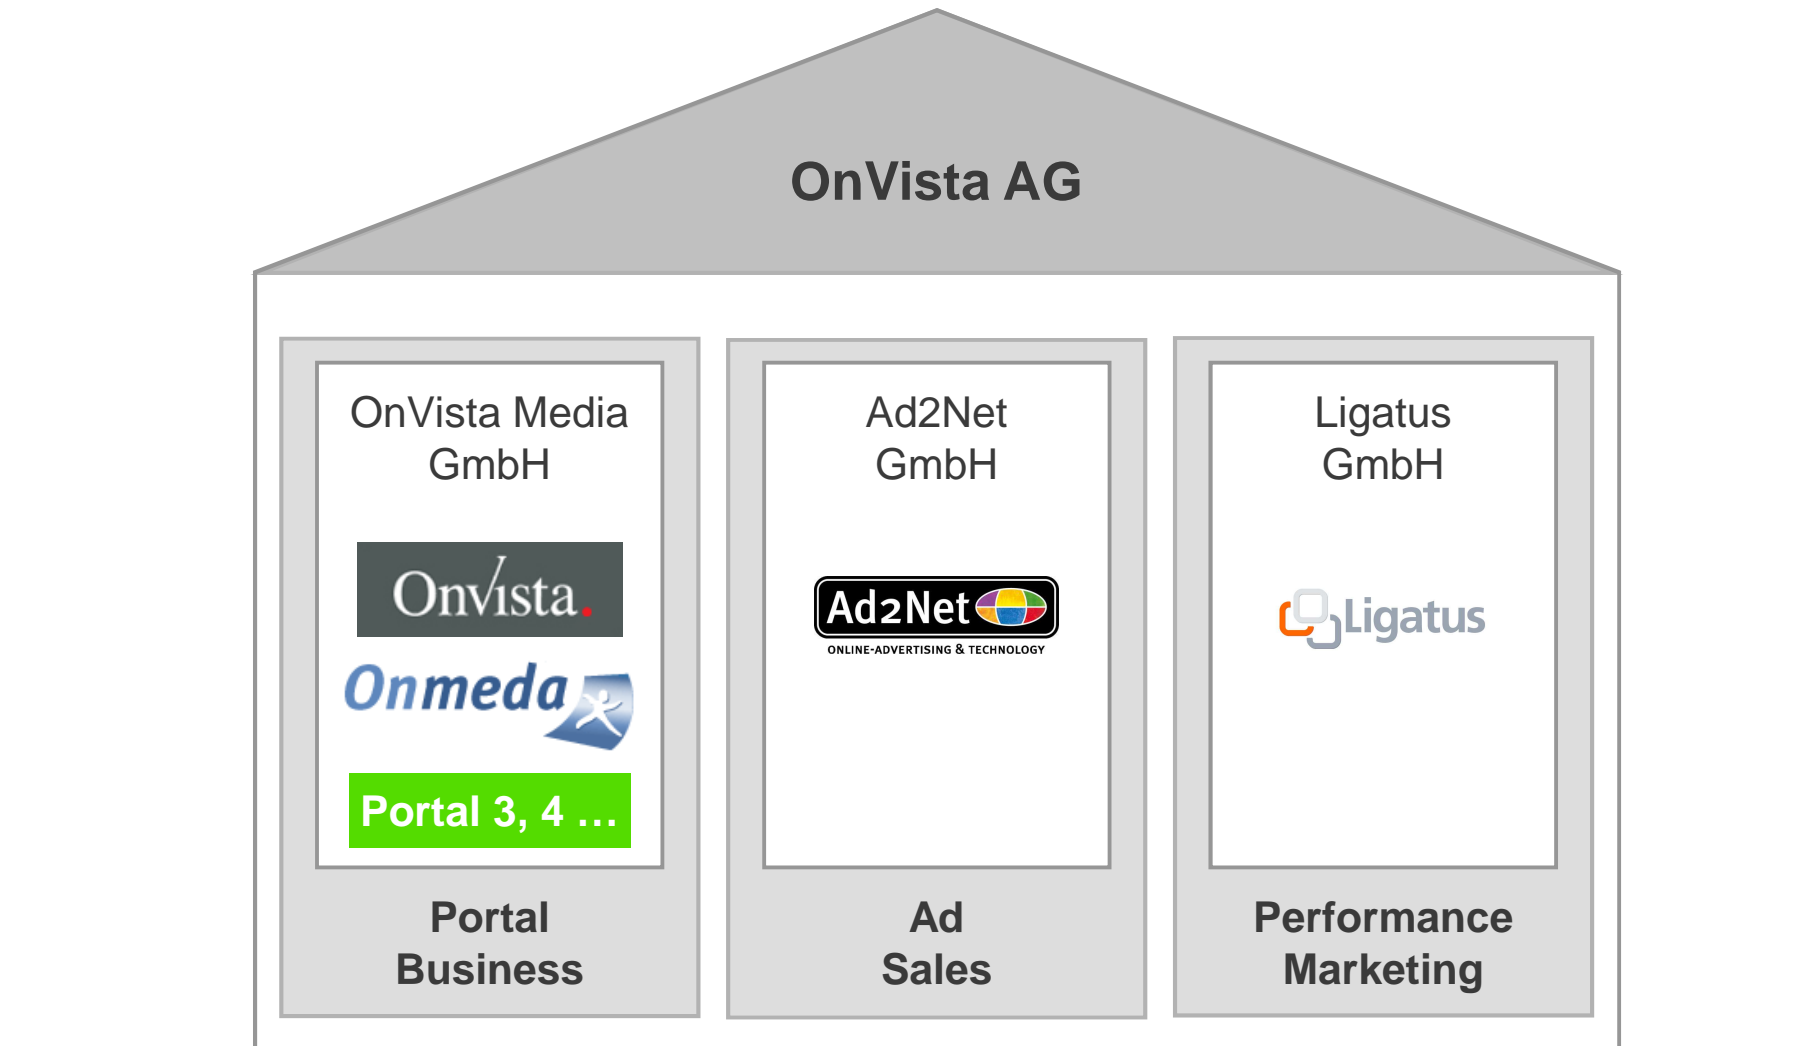 OnVista AG
OnVista Media
GmbH
Onvista.
Onmeda
Portal 3, 4 …
Portal
Business
Ad2Net
GmbH
Ad2Net
ONLINE-ADVERTISING & TECHNOLOGY
Ad
Sales
Ligatus
GmbH
Ligatus
Performance
Marketing